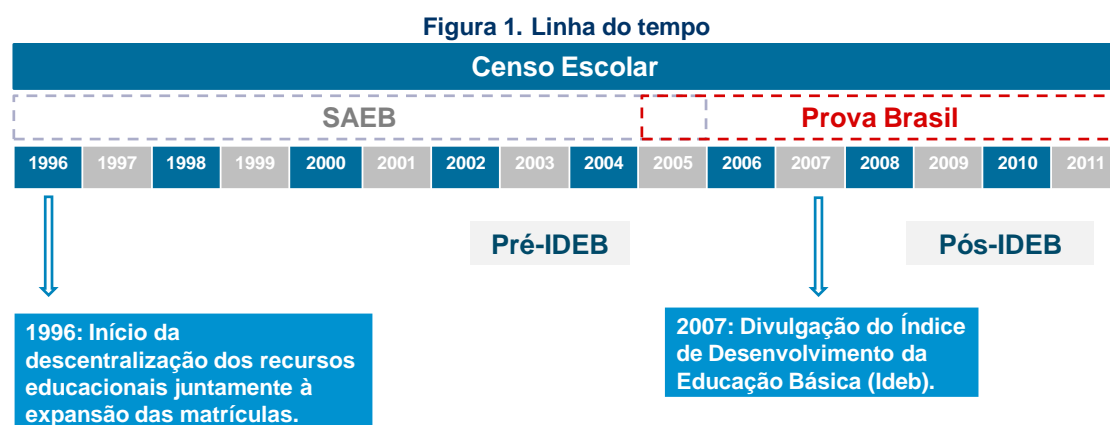 Figura 1. Linha do tempo
Censo Escolar
SAEB
Prova Brasil
1996 1997 1998 1999 2000 2001 2002 2003 2004 2005 2006 2007 2008 2009 2010 2011
Pré-IDEB
Pós-IDEB
1996: Início da
descentralização dos recursos
educacionais juntamente à
expansão das matrículas.
2007: Divulgação do Índice
de Desenvolvimento da
Educação Básica (Ideb).